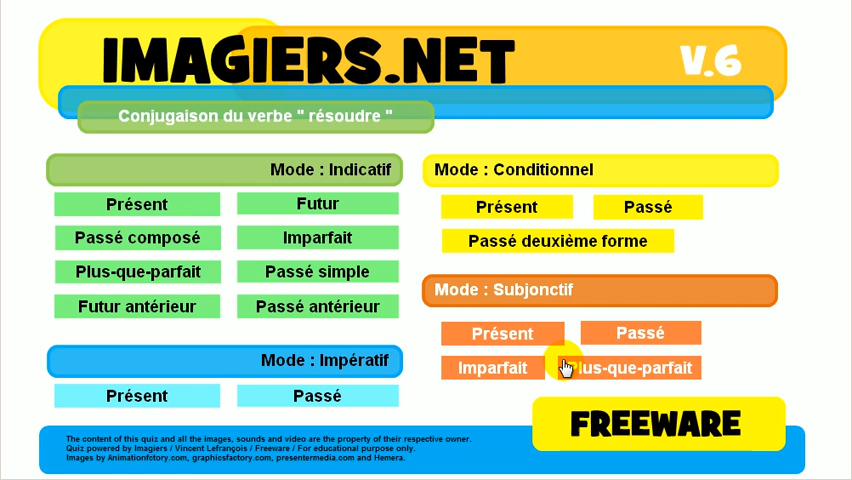 IMAGIERS.NET
V.6
Conjugaison du verbe " résoudre "
Mode : Indicatif
Présent
Futur
Passé composé
Imparfait
Plus-que-parfait
Passé simple
Futur antérieur
Passé antérieur
Mode : Impératif
Présent
Passé
Mode : Conditionnel
Présent
Passé
Passé deuxième forme
Mode : Subjonctif
Présent
Passé
Imparfait
Plus-que-parfait
FREEWARE
The content of this quiz and all the images, sounds and video are the property of their respective owner.
Quiz powered by Imagiers / Vincent Lefrançois / Freeware / For educational purpose only.
Images by Animationfctory.com, graphicsfactory.com, presentermedia.com and Hemera.